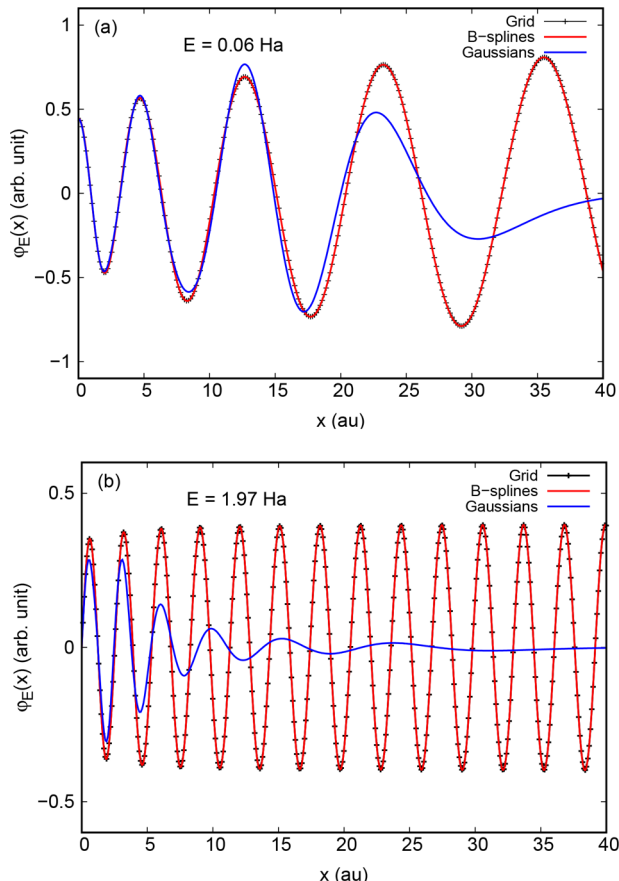 (a)
E = 0.06 Ha
Grid
B−splines
Gaussians
1
0.5
0
−0.5
−1
φE(x) (arb. unit)
0 5 10 15 20 25 30 35 40
x (au)
(b)
E = 1.97 Ha
Grid
B−splines
Gaussians
0.5
0
−0.5
φE(x) (arb. unit)
0 5 10 15 20 25 30 35 40
x (au)